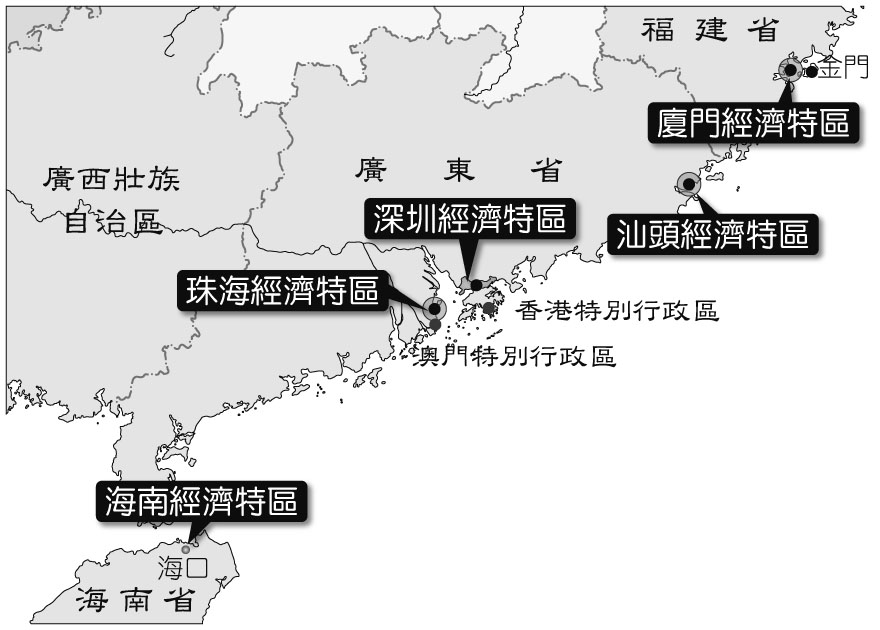 福建省
金門
廈門經濟特區
廣東省
廣西壯族
自治區
深圳經濟特區
汕頭經濟特區
珠海經濟特區
香港特別行政區
澳門特別行政區
海南經濟特區
海口
海南省